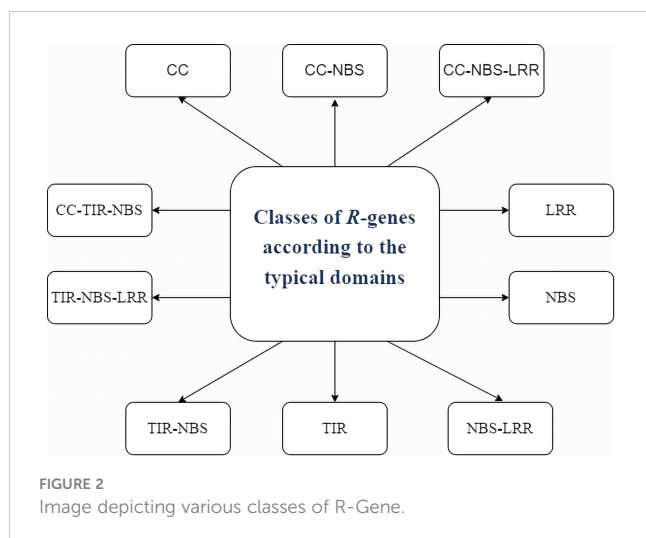 CC
CC-NBS
CC-NBS-LRR
CC-TIR-NBS
Classes of R-genes
according to the
typical domains
LRR
TIR-NBS-LRR
NBS
TIR-NBS
TIR
NBS-LRR
FIGURE 2
Image depicting various classes of R-Gene.